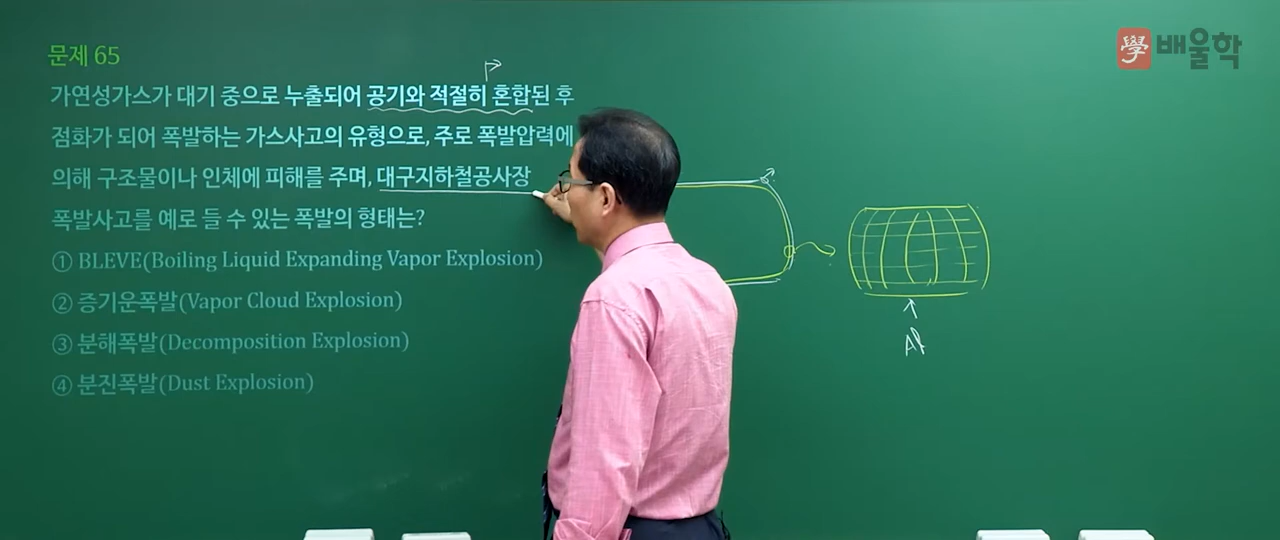 문제 65
가연성가스가 대기 중으로 누출되어 공기와 적절히 혼합된 후
점화가 되어 폭발하는 가스사고의 유형으로, 주로 폭발압력에
의해 구조물이나 인체에 피해를 주며, 대구지하철공사장
폭발사고를 예로 들 수 있는 폭발의 형태는?
① BLEVE(Boiling Liquid Expanding Vapor Explosion)
② 증기운폭발(Vapor Cloud Explosion)
③ 분해폭발(Decomposition Explosion)
④ 분진폭발(Dust Explosion)
學 배울학
Al